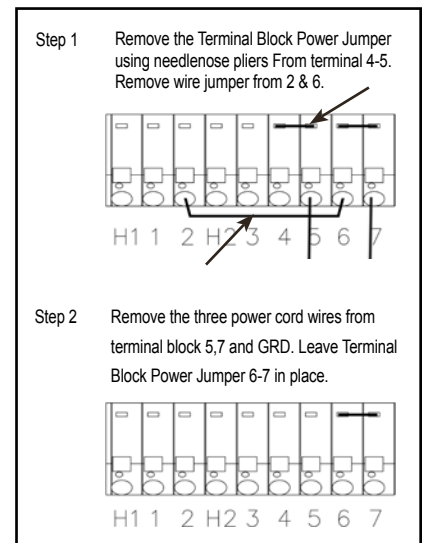 Step 1
Remove the Terminal Block Power Jumper
using needlenose pliers From terminal 4-5.
Remove wire jumper from 2 & 6.
H1 1 2 H2 3 4 5 6 7
Step 2
Remove the three power cord wires from
terminal block 5,7 and GRD. Leave Terminal
Block Power Jumper 6-7 in place.
H1 1 2 H2 3 4 5 6 7